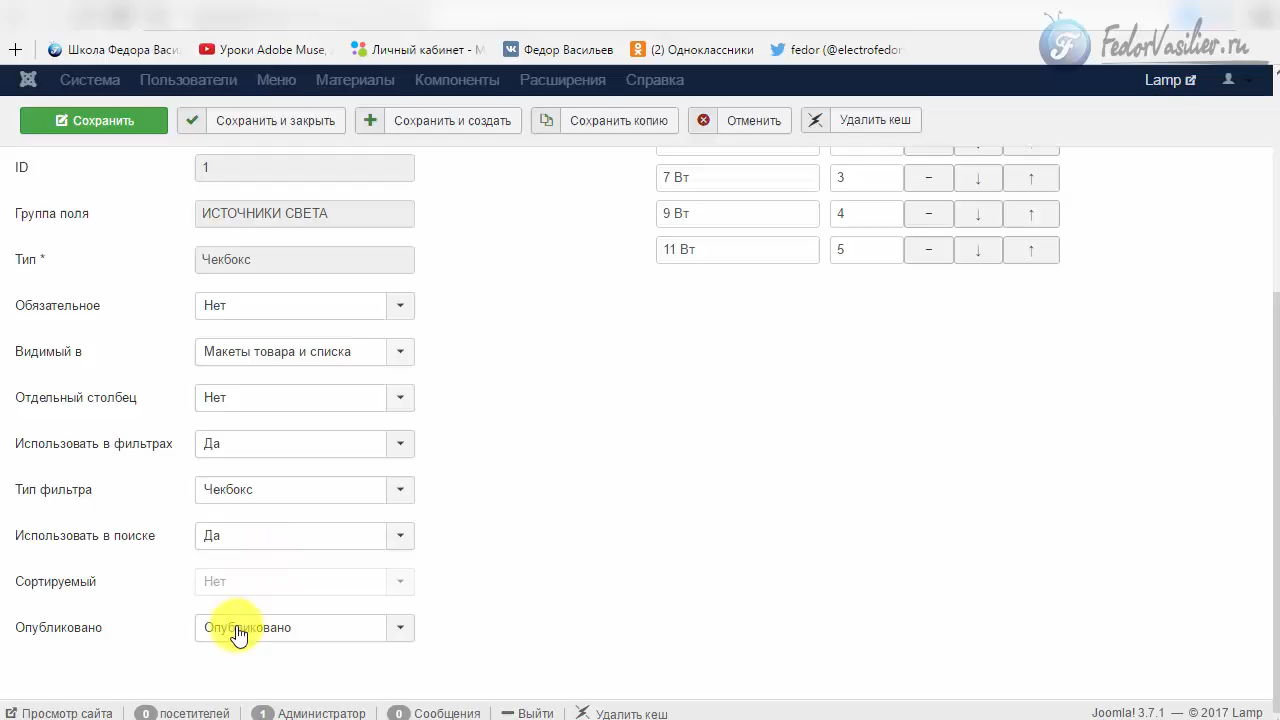 Школа Федора Васил
Уроки Adobe Muse,
Личный кабинет - М
Федор Васильев
(2) Одноклассники
fedor (@electrofedor
FedorVasiliev.ru
Система
Пользователи
Меню
Материалы
Компоненты
Расширения
Справка
Lamp
Сохранить
Сохранить и закрыть
Сохранить и создать
Сохранить копию
Отменить
Удалить кеш
ID 1
Группа поля ИСТОЧНИКИ СВЕТА
Тип * Чекбокс
Обязательное Нет
Видимый в Макеты товара и списка
Отдельный столбец Нет
Использовать в фильтрах Да
Тип фильтра Чекбокс
Использовать в поиске Да
Сортируемый Нет
Опубликовано Опубликовано
7 Вт 3 - ↓ ↑
9 Вт 4 - ↓ ↑
11 Вт 5 - ↓ ↑
Просмотр сайта
0 посетителей
1 Администратор
0 Сообщения
Выйти
Удалить кеш
Joomla! 3.7.1 — © 2017 Lamp